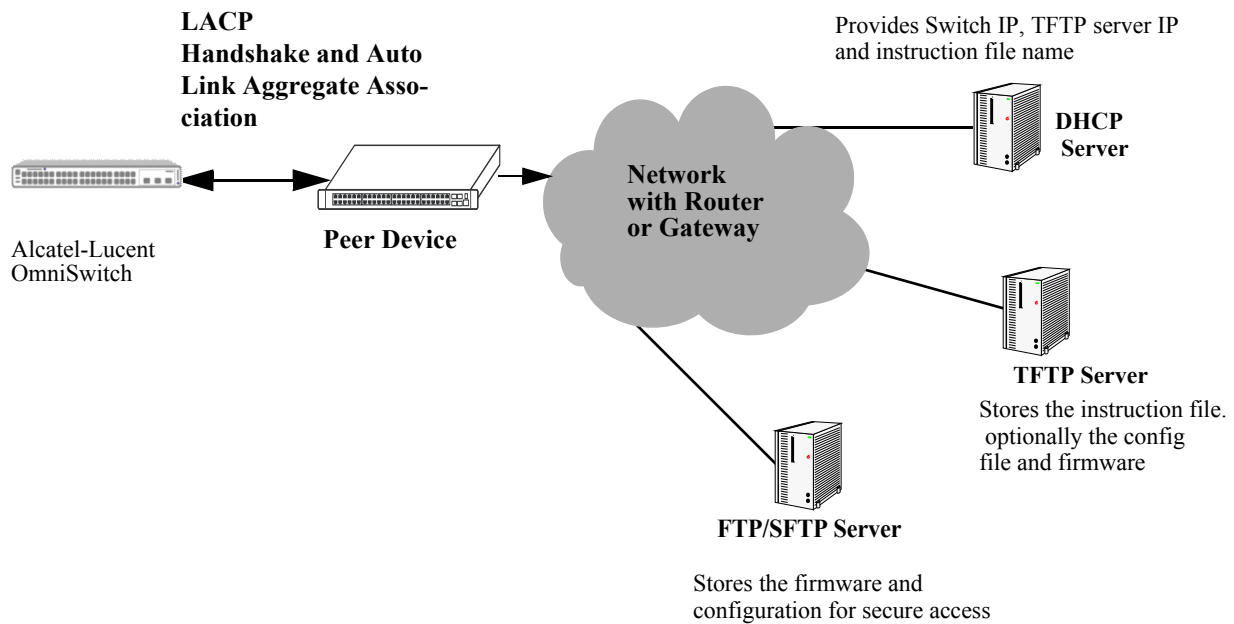 LACP
Handshake and Auto
Link Aggregate Asso-
ciation
Provides Switch IP, TFTP server IP
and instruction file name
DHCP
Server
Network
with Router
or Gateway
Peer Device
Alcatel-Lucent
OmniSwitch
TFTP Server
Stores the instruction file.
optionally the config
file and firmware
FTP/SFTP Server
Stores the firmware and
configuration for secure access